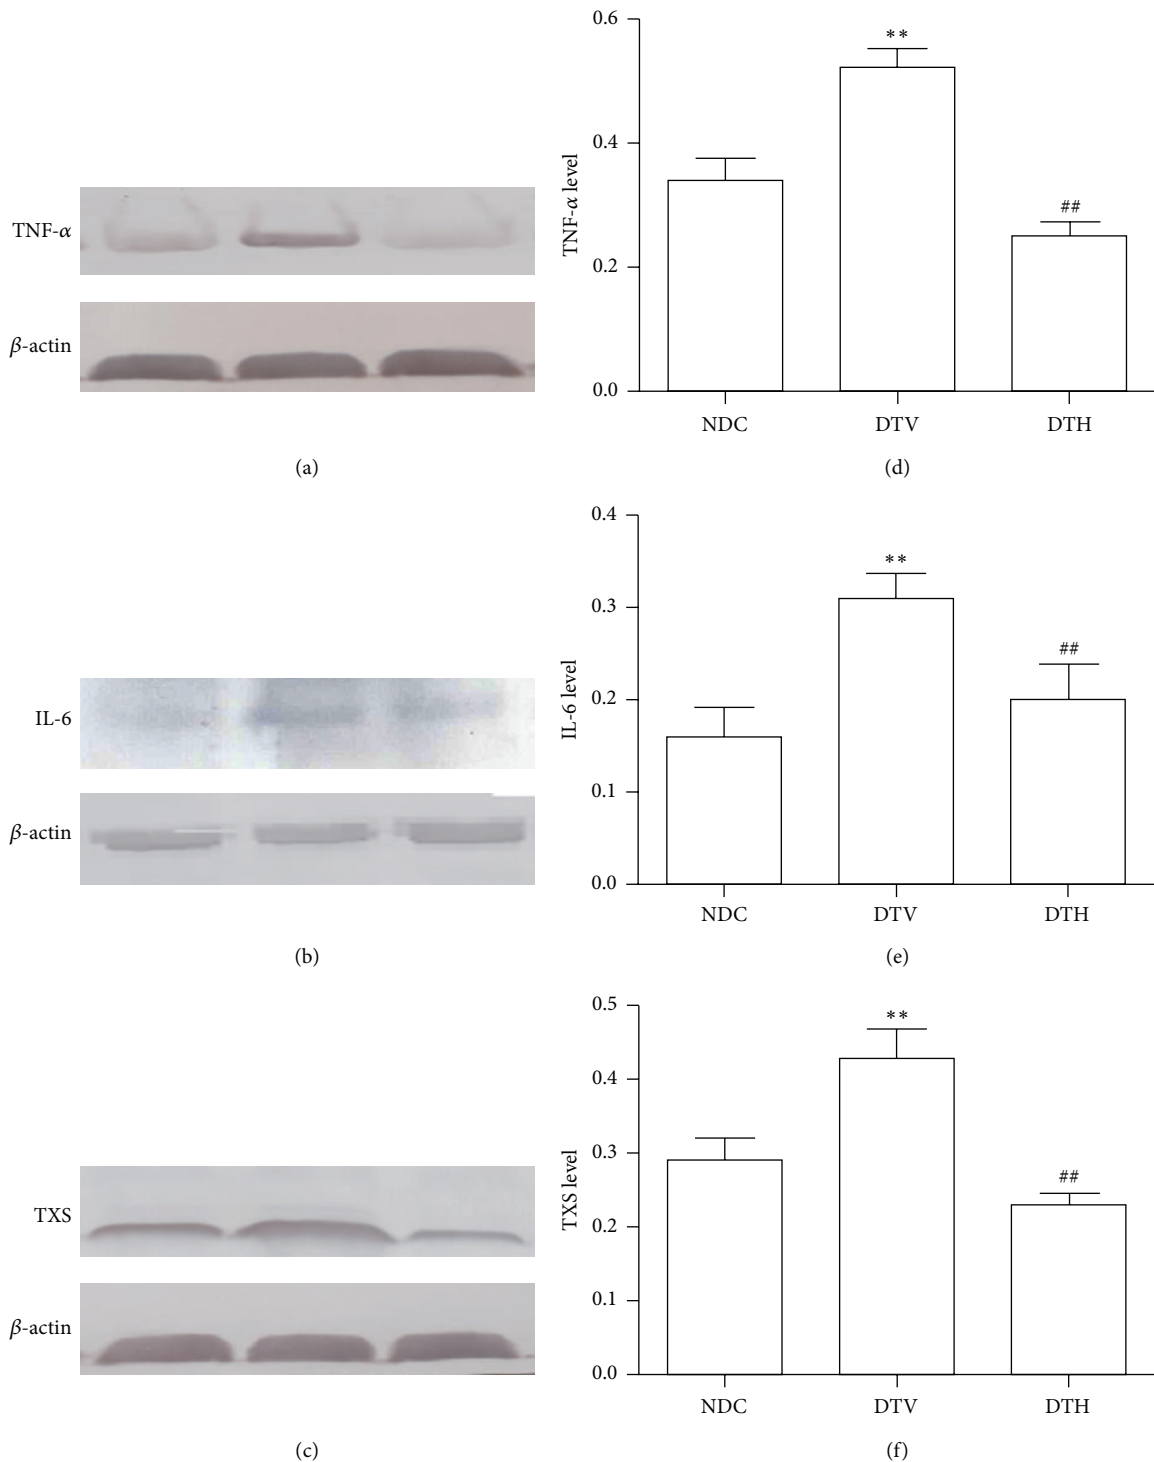 TNF-α
β-actin
(a)
TNF-α level
0.6
0.4
0.2
0.0
**
##
NDC DTV DTH
(d)
IL-6
β-actin
(b)
IL-6 level
0.4
0.3
0.2
0.1
0.0
**
##
NDC DTV DTH
(e)
TXS
β-actin
(c)
TXS level
0.5
0.4
0.3
0.2
0.1
0.0
**
##
NDC DTV DTH
(f)